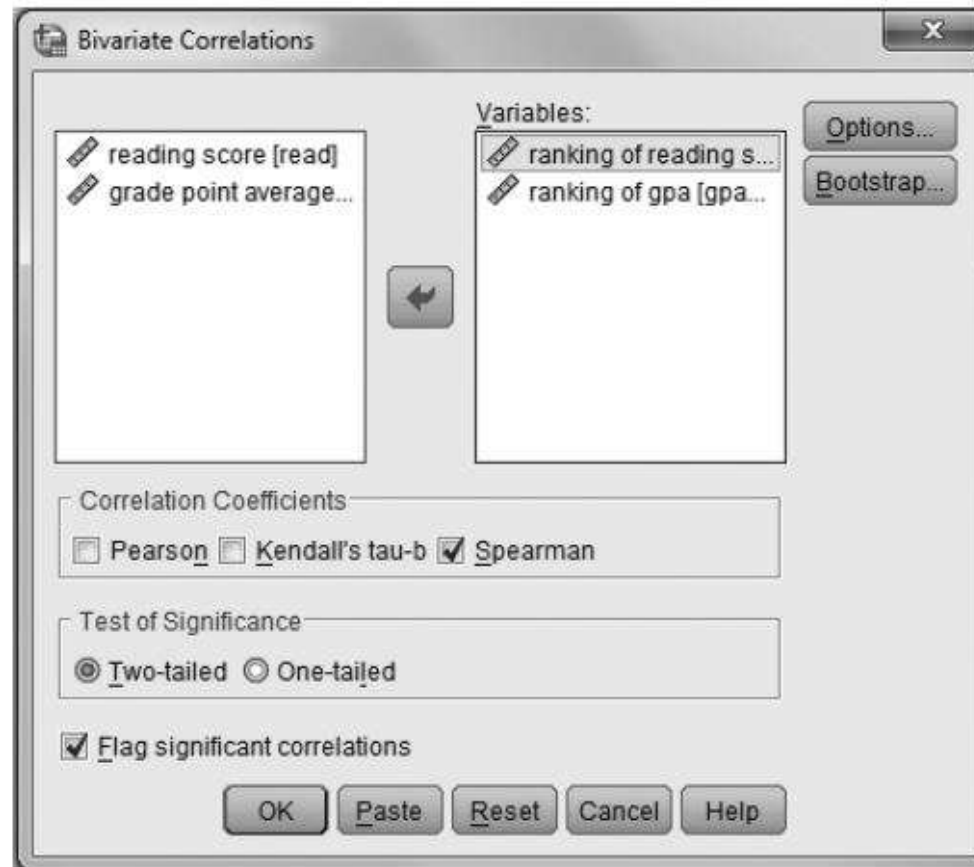 Bivariate Correlations
Variables:
reading score [read]
grade point average...
ranking of reading s...
ranking of gpa [gpa...
Options...
Bootstrap...
Correlation Coefficients
Pearson Kendall's tau-b Spearman
Test of Significance
Two-tailed One-tailed
Flag significant correlations
OK Paste Reset Cancel Help